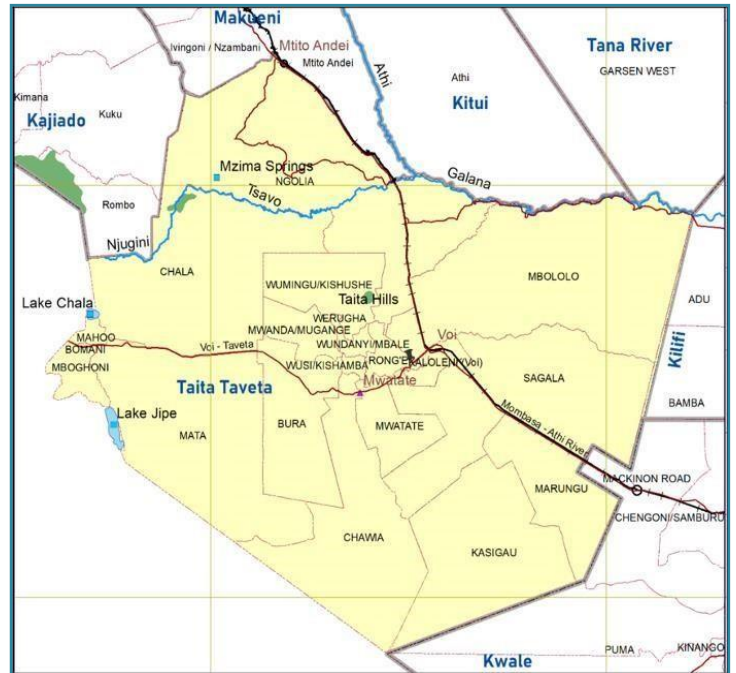 Makueni
Ivingoni / Nzambani
Mtito Andei
Mtito Andei
Athi
Athi
Kitui
Tana River
GARSEN WEST
Kimana
Kuku
Kajiado
Rombo
Njugini
Mzima Springs
NGOLIA
Tsavo
Galana
CHALA
WUMINGU/KISHUSHE
Taita Hills
MBOLOLO
ADU
Lake Chala
WERUGHA
MWANDA/MUGANGE
MAHOO
BOMANI
Voi - Taveta
WUNDANYI/MBALE
Voi
Kilifi
MBOGHONI
WUSI/KISHAMBA
RONG'E
KALOLENI(Voi)
Taita Taveta
Mwatate
SAGALA
BAMBA
Lake Jipe
MATA
BURA
MWATATE
Mombasa - Athi River
MACKINON ROAD
MARUNGU
CHENGONI/SAMBURU
CHAWIA
KASIGAU
PUMA
KINANGO
Kwale